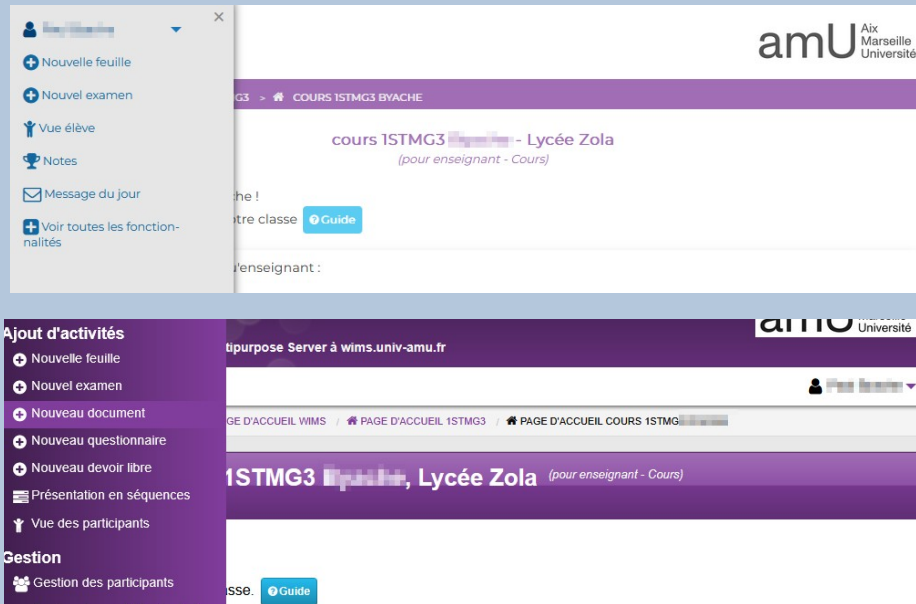 ×
Nouvelle feuille
Nouvel examen
Vue élève
Notes
Message du jour
Voir toutes les fonction-
nalités
amU Aix
Marseille
Université
G3 > COURS 1STMG3 BYACHE
cours 1STMG3 - Lycée Zola
(pour enseignant - Cours)
he !
otre classe Guide
l'enseignant :
Ajout d'activités
Nouvelle feuille
Nouvel examen
Nouveau document
Nouveau questionnaire
Nouveau devoir libre
Présentation en séquences
Vue des participants
Gestion
Gestion des participants
amU
Université
tipurpose Server à wims.univ-amu.fr
GE D'ACCUEIL WIMS / PAGE D'ACCUEIL 1STMG3 / PAGE D'ACCUEIL COURS 1STMG
1STMG3 , Lycée Zola (pour enseignant - Cours)
sse. Guide